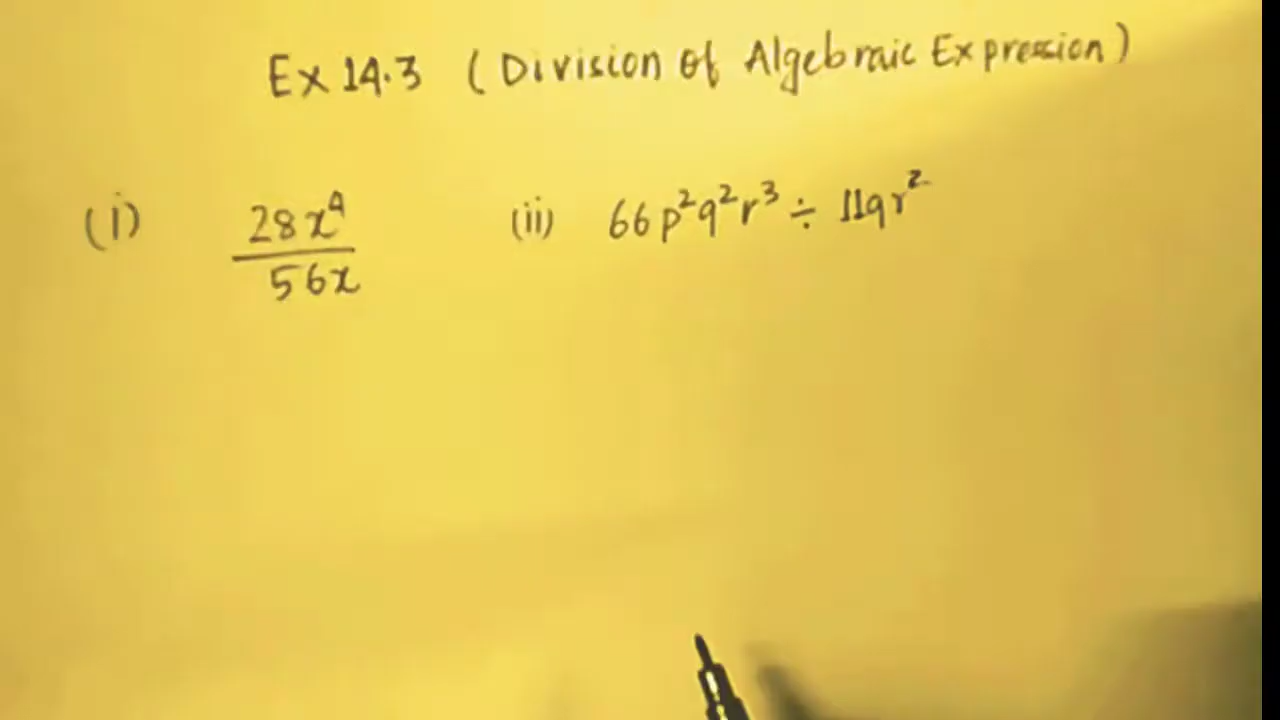 Ex 14.3 (Division of Algebraic Expression)
(i) 28x⁴/56x (ii) 66p²q²r³ ÷ 11qr²